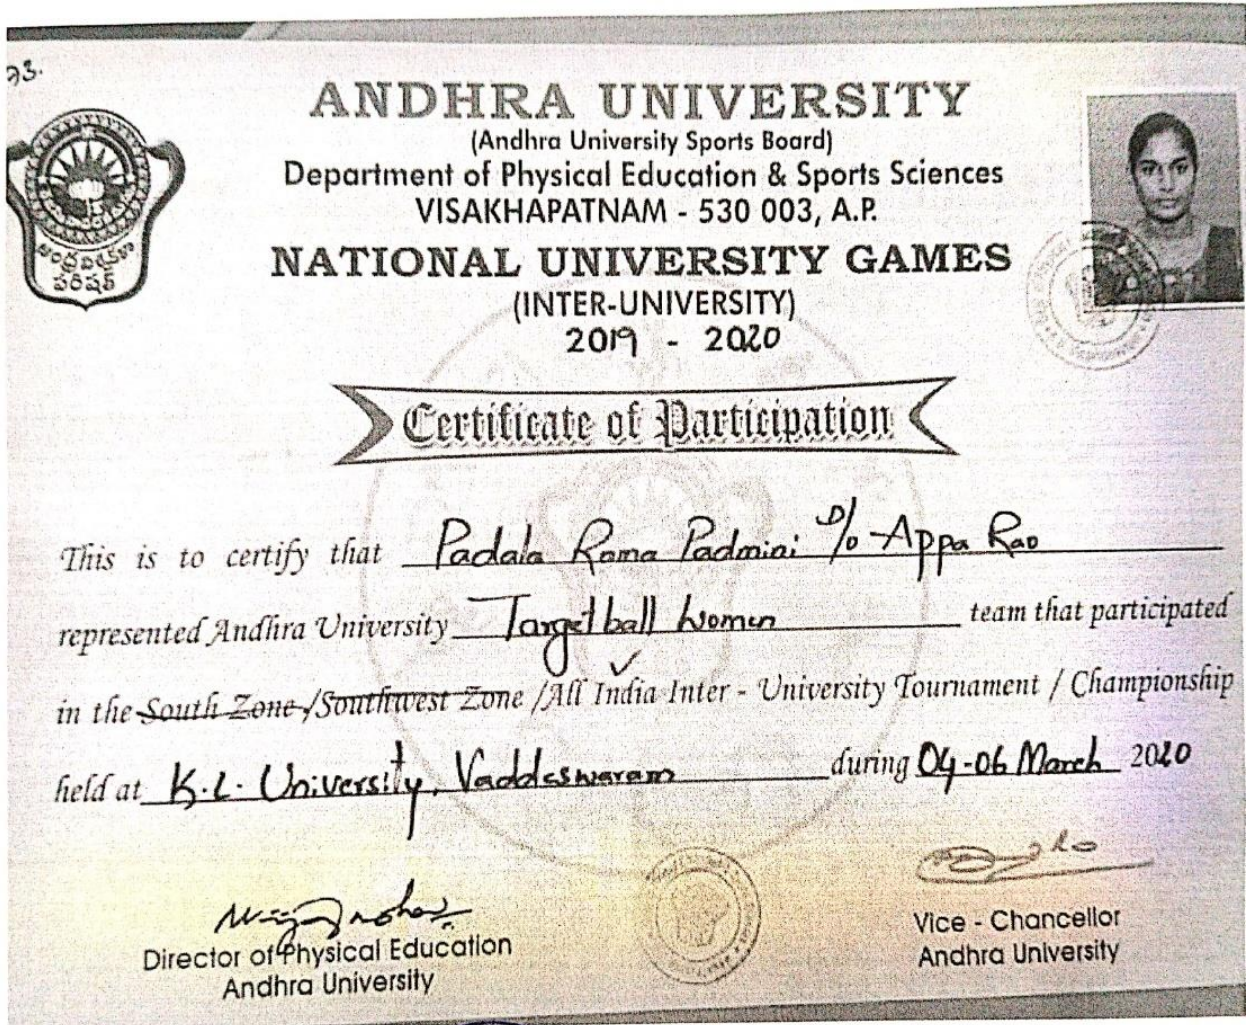 93.
ANDHRA UNIVERSITY
(Andhra University Sports Board)
Department of Physical Education & Sports Sciences
VISAKHAPATNAM - 530 003, A.P.
NATIONAL UNIVERSITY GAMES
(INTER-UNIVERSITY)
2019 - 2020
Certificate of Participation
This is to certify that Padala Rama Padmini D/o Appa Rao
represented Andhra University Targetball Women team that participated
in the South Zone /Southwest Zone /All India Inter - University Tournament / Championship
held at K.L. University, Vaddeswaram during 04-06 March 2020
Director of Physical Education
Andhra University
Vice - Chancellor
Andhra University